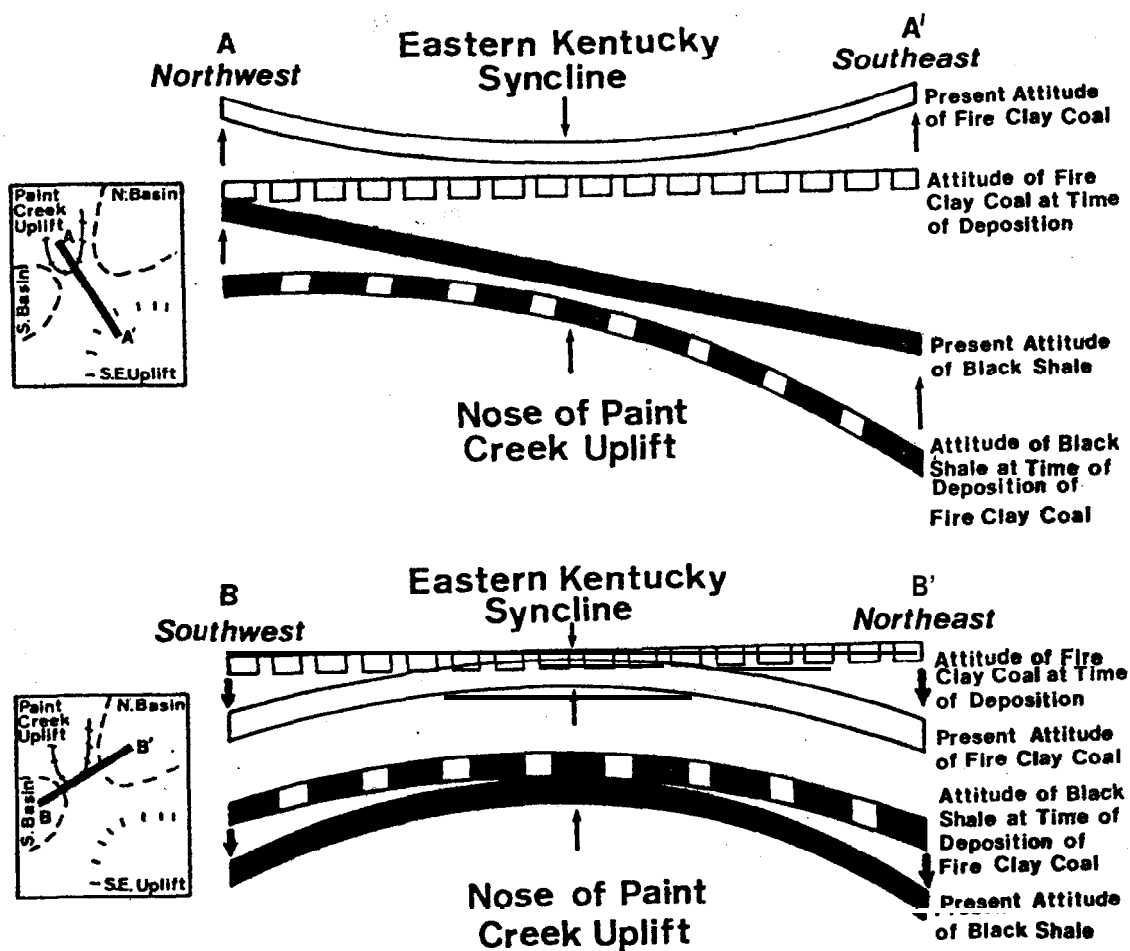 A
Northwest
Eastern Kentucky
Syncline
A'
Southeast
Present Attitude
of Fire Clay Coal
Attitude of Fire
Clay Coal at Time
of Deposition
Paint
Creek
Uplift
N.Basin
A
S.Basin
A'
S.E.Uplift
Present Attitude
of Black Shale
Nose of Paint
Creek Uplift
Attitude of Black
Shale at Time of
Deposition of
Fire Clay Coal
B
Southwest
Eastern Kentucky
Syncline
B'
Northeast
Attitude of Fire
Clay Coal at Time
of Deposition
Paint
Creek
Uplift
N.Basin
B'
S.Basin
B
S.E.Uplift
Present Attitude
of Fire Clay Coal
Attitude of Black
Shale at Time of
Deposition of
Fire Clay Coal
Nose of Paint
Creek Uplift
Present Attitude
of Black Shale